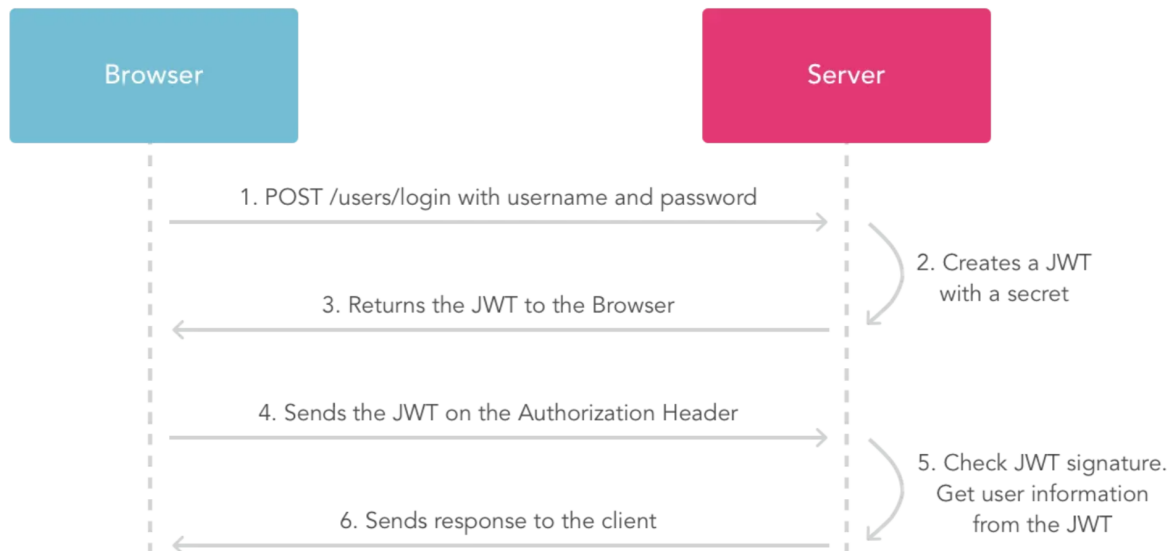 Browser
Server
1. POST /users/login with username and password
2. Creates a JWT
with a secret
3. Returns the JWT to the Browser
4. Sends the JWT on the Authorization Header
5. Check JWT signature.
Get user information
from the JWT
6. Sends response to the client